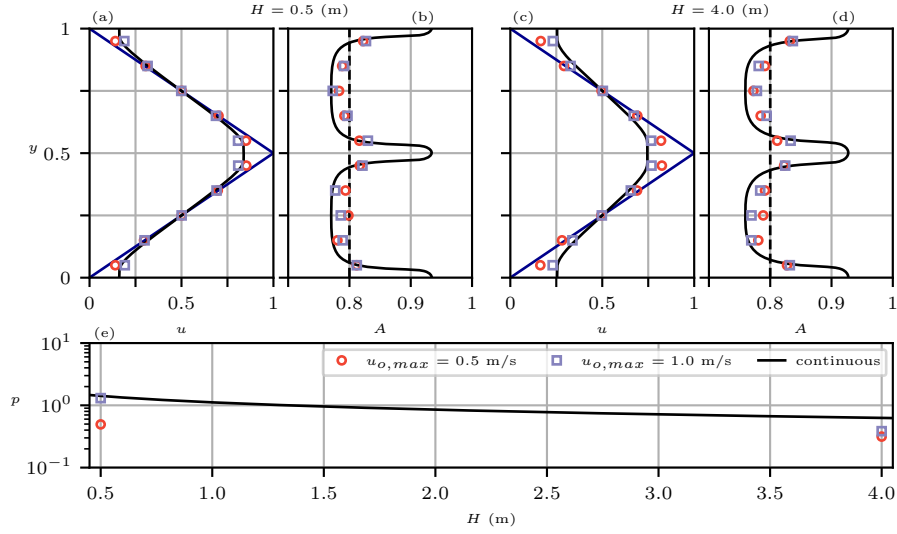 H = 0.5 (m) H = 4.0 (m)
(a) (b) (c) (d)
1
y 0.5
0
0 0.5 1 0.8 0.9 1 0 0.5 1 0.8 0.9 1
u A u A
(e)
10^1
u_{o,max} = 0.5 m/s u_{o,max} = 1.0 m/s continuous
p 10^0
10^{-1}
0.5 1.0 1.5 2.0 2.5 3.0 3.5 4.0
H (m)